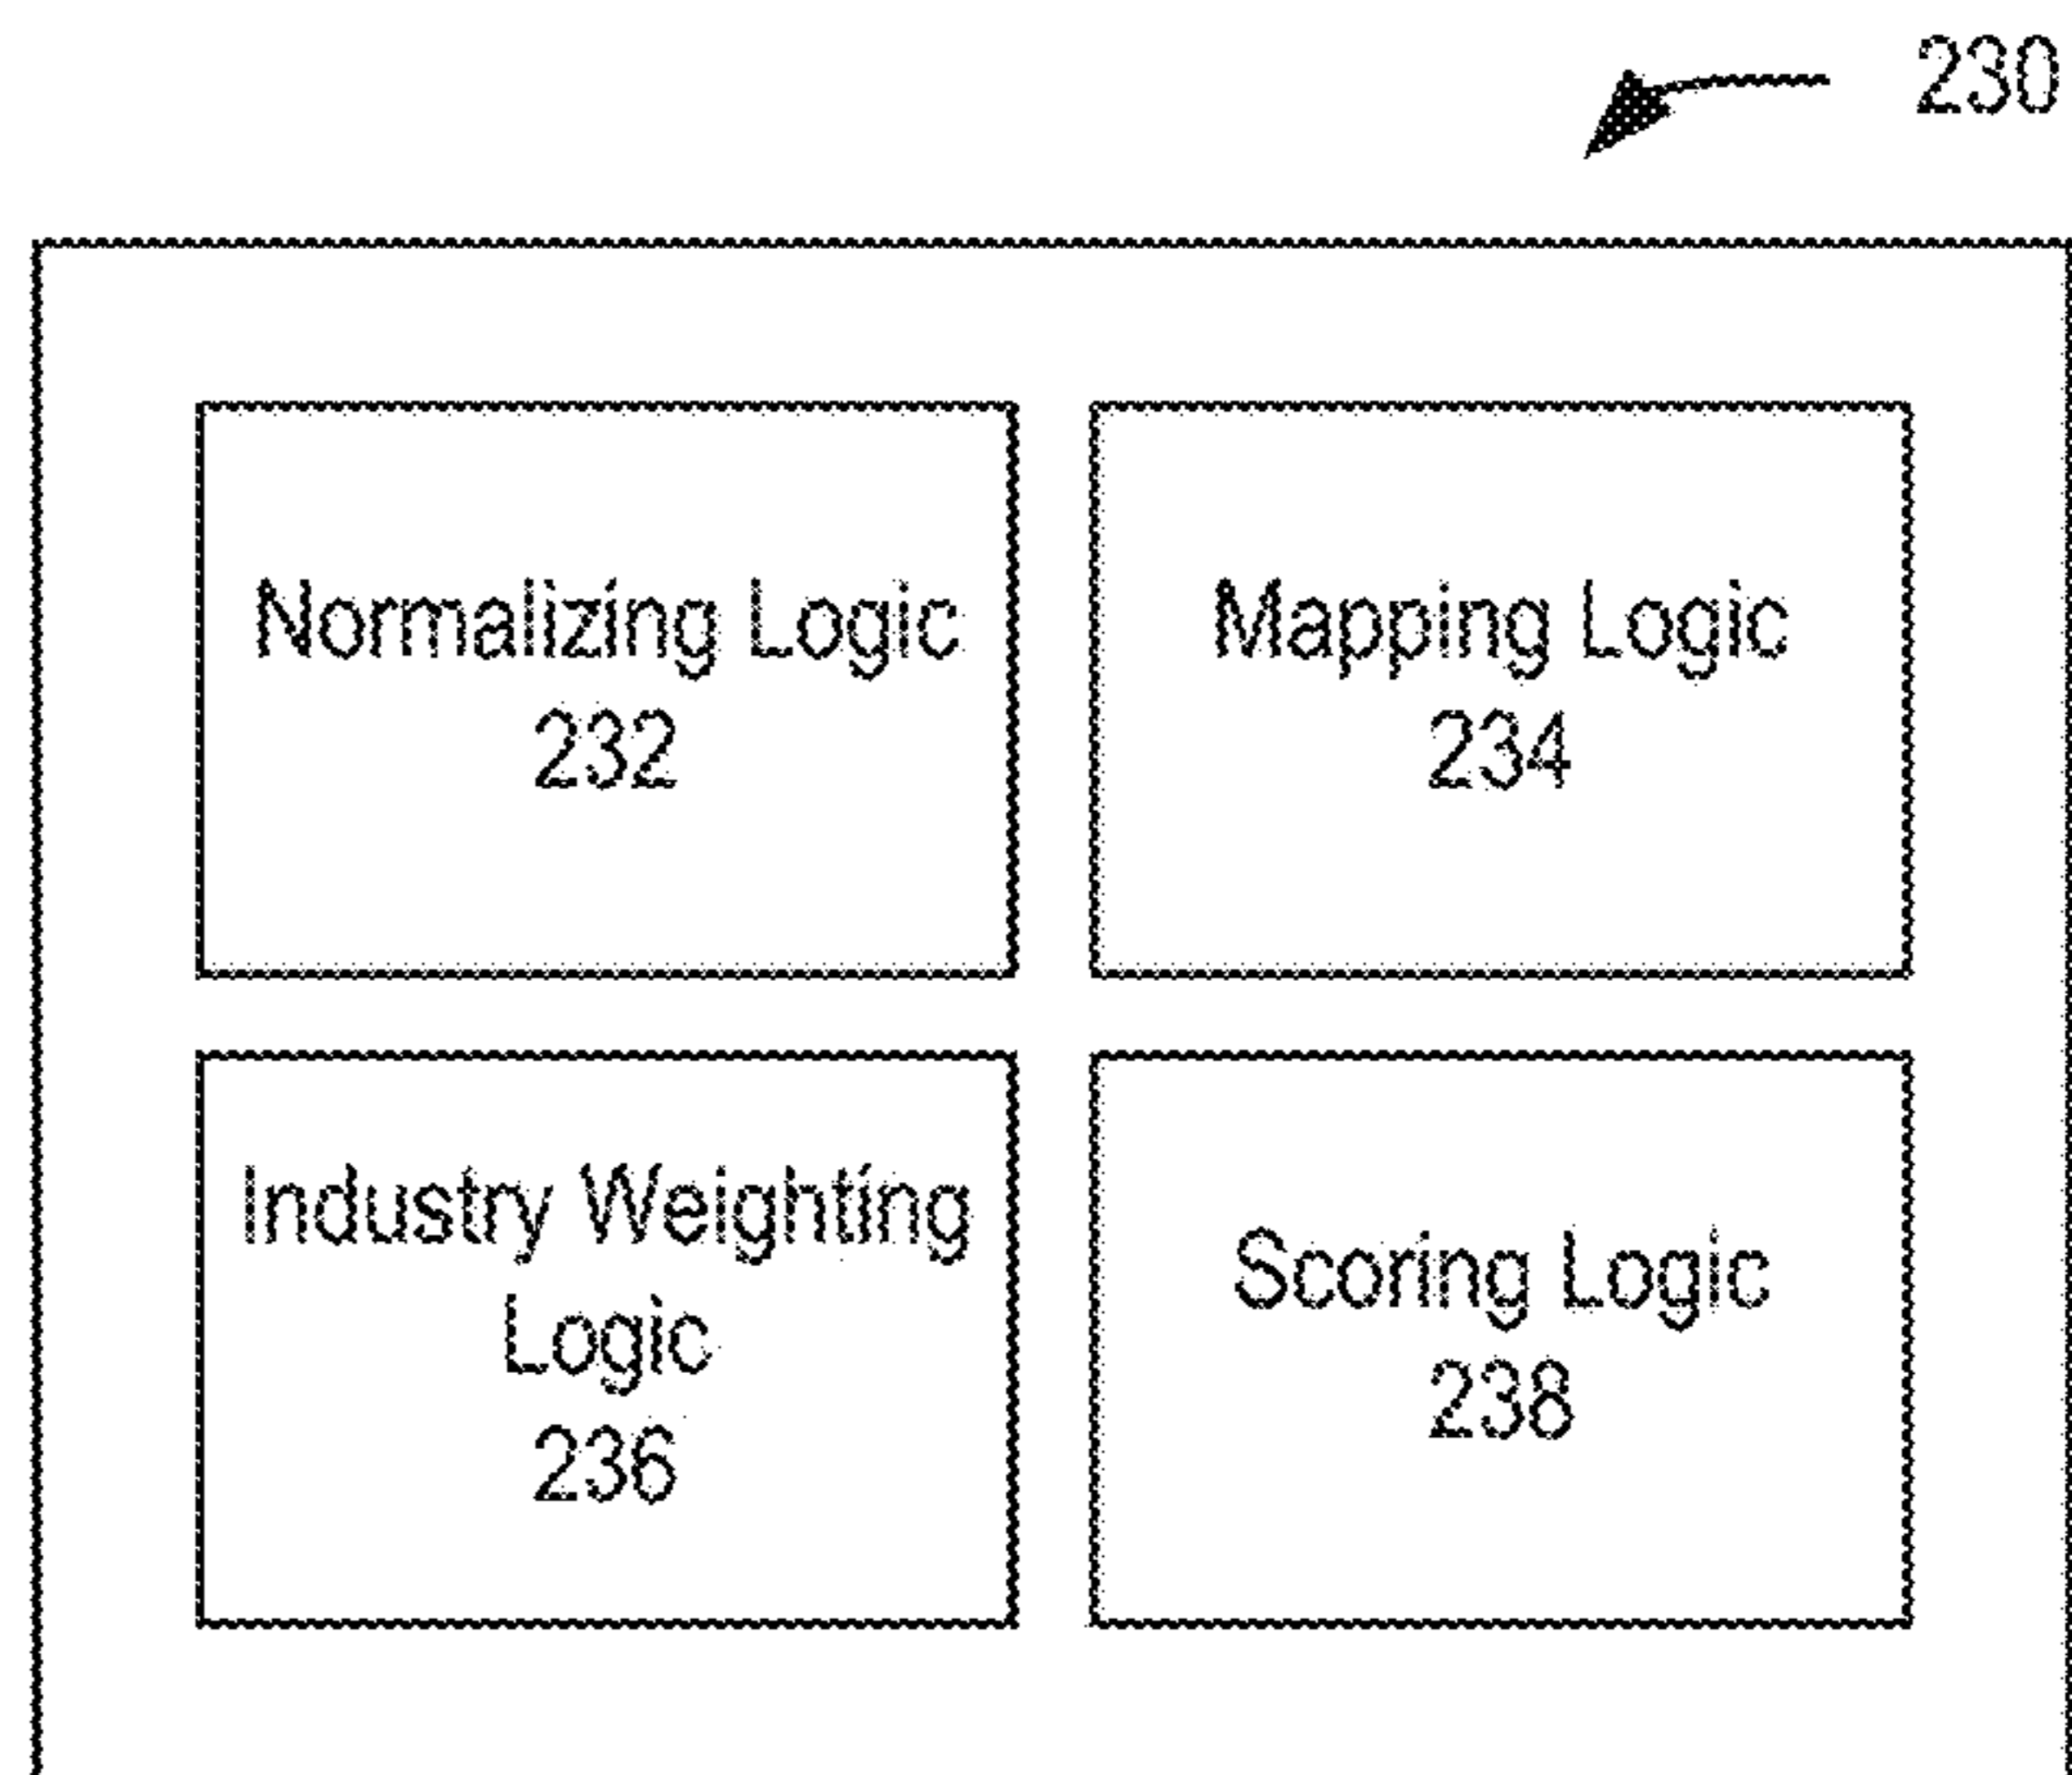 230
Normalizing Logic
232
Mapping Logic
234
Industry Weighting
Logic
236
Scoring Logic
238